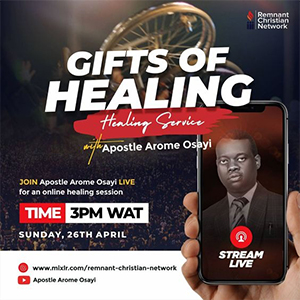 Remnant
Christian
Network
GIFTS OF
HEALING
Healing Service
with Apostle Arome Osayi
JOIN Apostle Arome Osayi LIVE
for an online healing session
TIME 3PM WAT
SUNDAY, 26TH APRIL
STREAM
LIVE
www.mixlr.com/remnant-christian-network
Apostle Arome Osayi